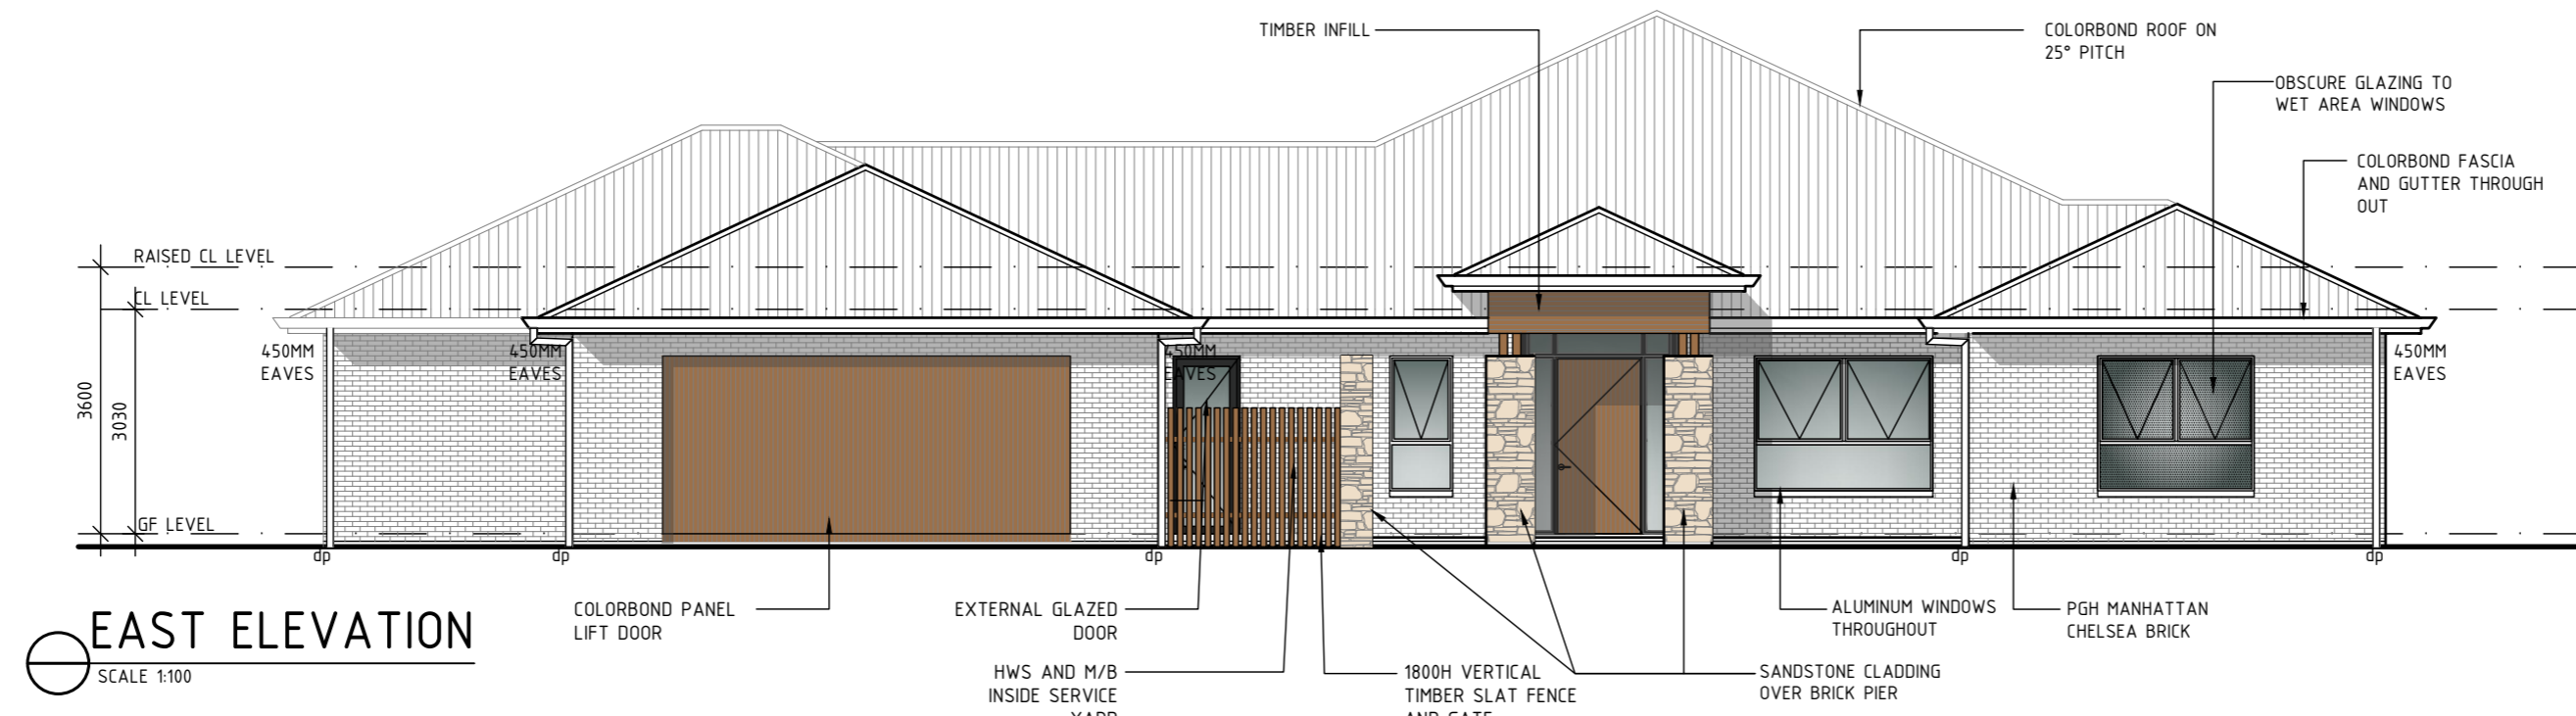 TIMBER INFILL
COLORBOND ROOF ON
25° PITCH
OBSCURE GLAZING TO
WET AREA WINDOWS
COLORBOND FASCIA
AND GUTTER THROUGH
OUT
RAISED CL LEVEL
CL LEVEL
450MM
EAVES
450MM
EAVES
450MM
EAVES
450MM
EAVES
3600
3030
GF LEVEL
dp
dp
dp
dp
dp
EAST ELEVATION
SCALE 1:100
COLORBOND PANEL
LIFT DOOR
EXTERNAL GLAZED
DOOR
HWS AND M/B
INSIDE SERVICE
YARD
1800H VERTICAL
TIMBER SLAT FENCE
AND GATE
SANDSTONE CLADDING
OVER BRICK PIER
ALUMINUM WINDOWS
THROUGHOUT
PGH MANHATTAN
CHELSEA BRICK